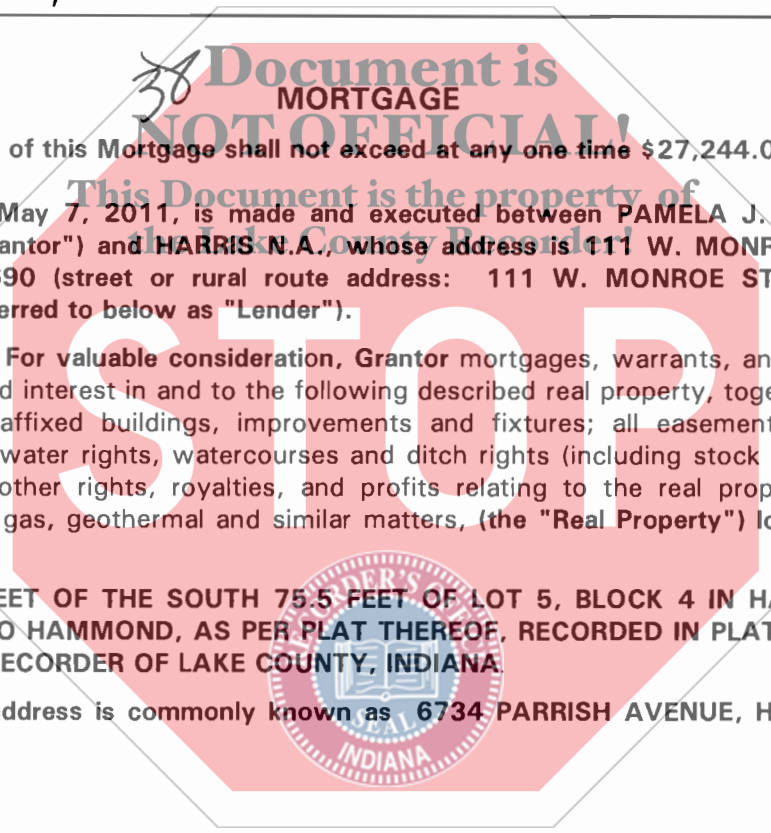 38
Document is
MORTGAGE
NOT OFFICIAL!
of this Mortgage shall not exceed at any one time $27,244.0
This Document is the property of
May 7, 2011, is made and executed between PAMELA J.
the Lake County Recorder!
antor") and HARRIS N.A., whose address is 111 W. MONR
690 (street or rural route address: 111 W. MONROE ST
erred to below as "Lender").
STOP
For valuable consideration, Grantor mortgages, warrants, an
d interest in and to the following described real property, toge
affixed buildings, improvements and fixtures; all easement
water rights, watercourses and ditch rights (including stock
other rights, royalties, and profits relating to the real prop
gas, geothermal and similar matters, (the "Real Property") lo
EET OF THE SOUTH 75.5 FEET OF LOT 5, BLOCK 4 IN HA
O HAMMOND, AS PER PLAT THEREOF, RECORDED IN PLAT
ECORDER OF LAKE COUNTY, INDIANA.
ddress is commonly known as 6734 PARRISH AVENUE, H
RECORDER'S OFFICE
SEAL
INDIANA